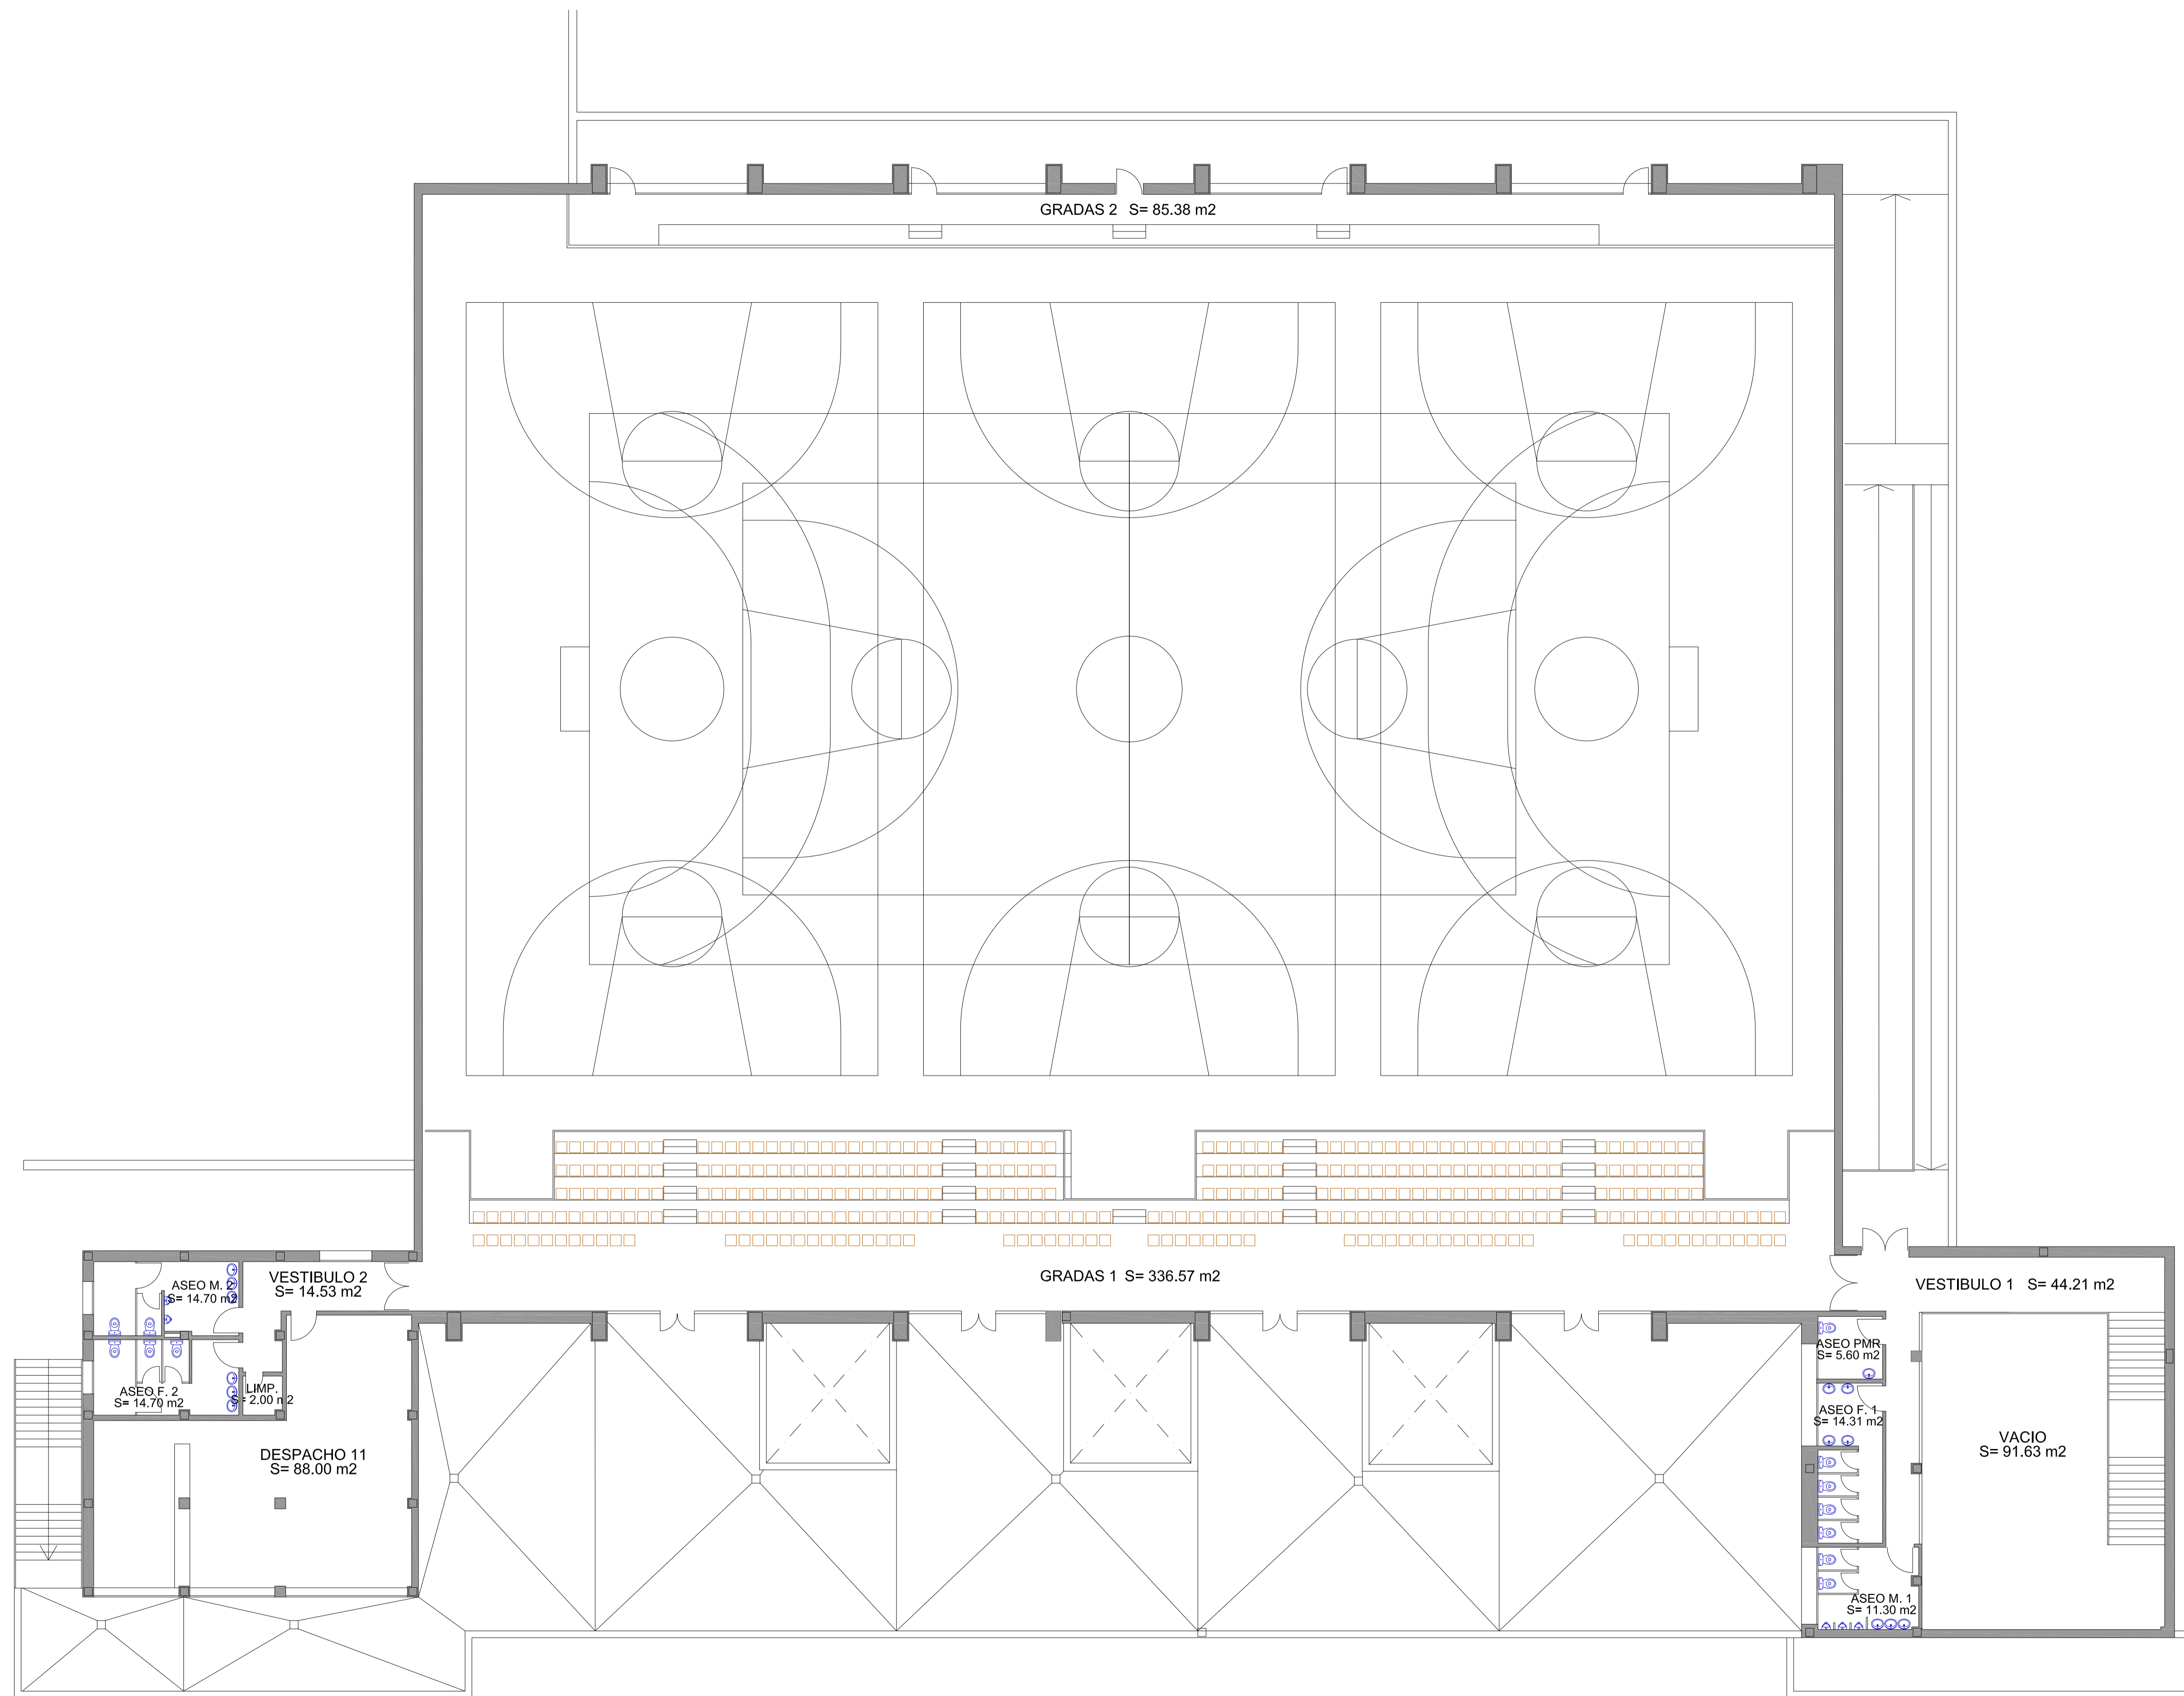 GRADAS 2 S= 85.38 m2
GRADAS 1 S= 336.57 m2
VESTIBULO 2
S= 14.53 m2
ASEO M. 2
S= 14.70 m2
ASEO F. 2
S= 14.70 m2
LIMP.
S= 2.00 m2
DESPACHO 11
S= 88.00 m2
VESTIBULO 1 S= 44.21 m2
ASEO PMR
S= 5.60 m2
ASEO F. 1
S= 14.31 m2
VACIO
S= 91.63 m2
ASEO M. 1
S= 11.30 m2